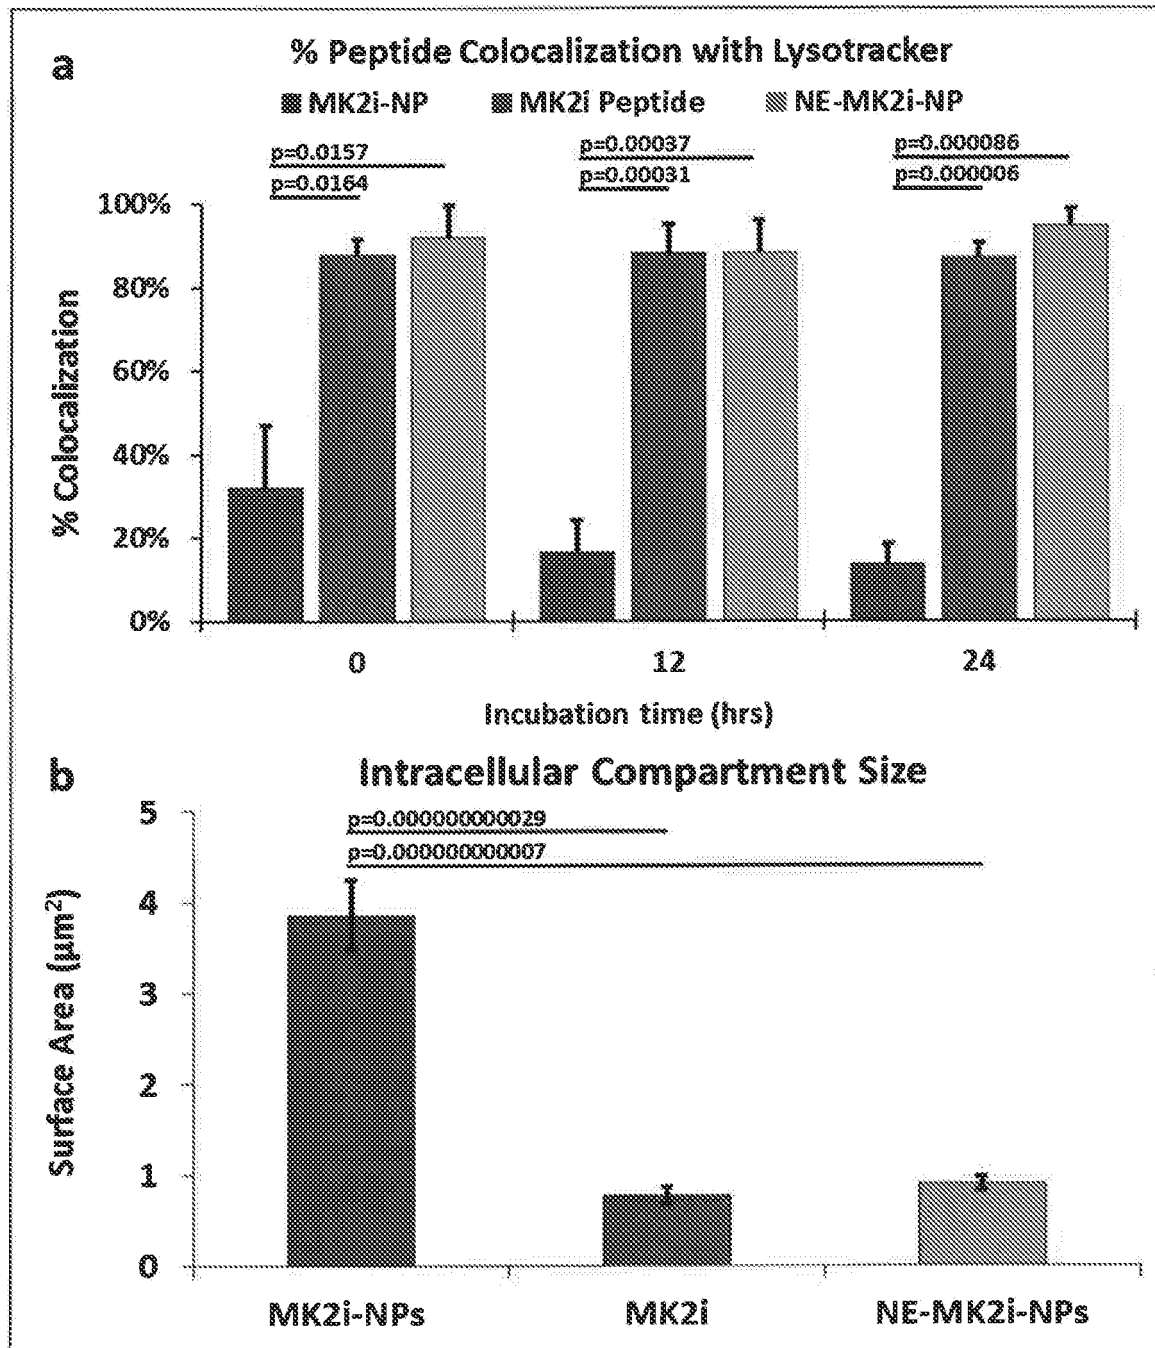 a
% Peptide Colocalization with Lysotracker
MK2i-NP MK2i Peptide NE-MK2i-NP
p=0.0157 p=0.00037 p=0.000086
p=0.0164 p=0.00031 p=0.000006
100%
80%
60%
40%
20%
0%
% Colocalization
0 12 24
Incubation time (hrs)
b
Intracellular Compartment Size
p=0.000000000029
p=0.000000000007
5
4
3
2
1
0
Surface Area (µm²)
MK2i-NPs MK2i NE-MK2i-NPs